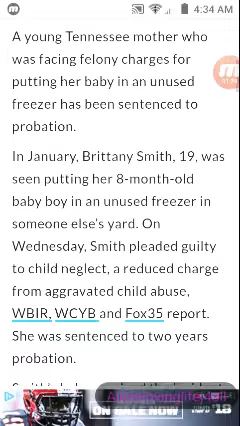 4:34 AM
A young Tennessee mother who
was facing felony charges for
putting her baby in an unused
freezer has been sentenced to
probation.
In January, Brittany Smith, 19, was
seen putting her 8-month-old
baby boy in an unused freezer in
someone else's yard. On
Wednesday, Smith pleaded guilty
to child neglect, a reduced charge
from aggravated child abuse,
WBIR, WCYB and Fox35 report.
She was sentenced to two years
probation.
ON SALE NOW